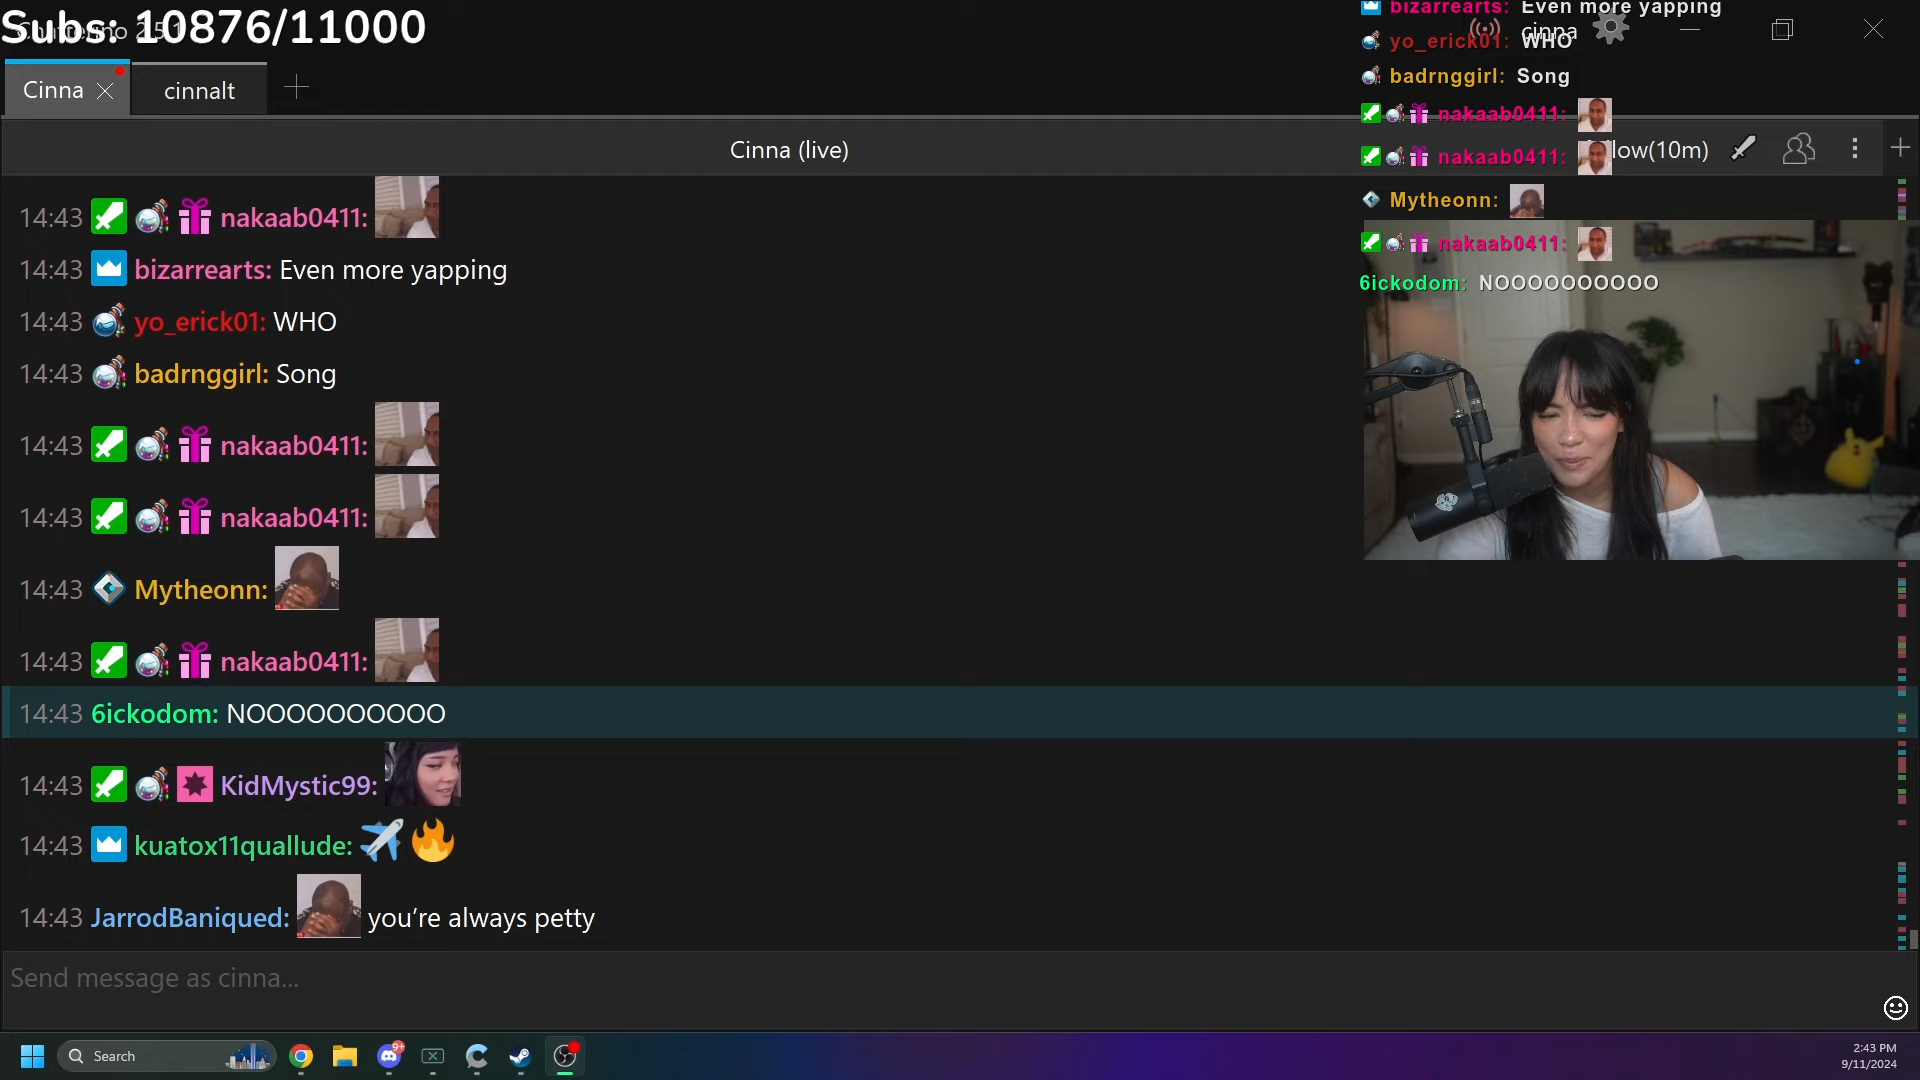 Subs: 10876/11000
Cinna
cinnalt
cinna
Cinna (live)
low(10m)
14:43 nakaab0411:
14:43 bizarrearts: Even more yapping
14:43 yo_erick01: WHO
14:43 badrnggirl: Song
14:43 nakaab0411:
14:43 nakaab0411:
14:43 Mytheonn:
14:43 nakaab0411:
14:43 6ickodom: NOOOOOOOOOO
14:43 KidMystic99:
14:43 kuatox11quallude:
14:43 JarrodBaniqued: you’re always petty
Send message as cinna...
bizarrearts: Even more yapping
yo_erick01: WHO
badrnggirl: Song
nakaab0411:
nakaab0411:
Mytheonn:
nakaab0411:
6ickodom: NOOOOOOOOOO
Search
9+
2:43 PM
9/11/2024